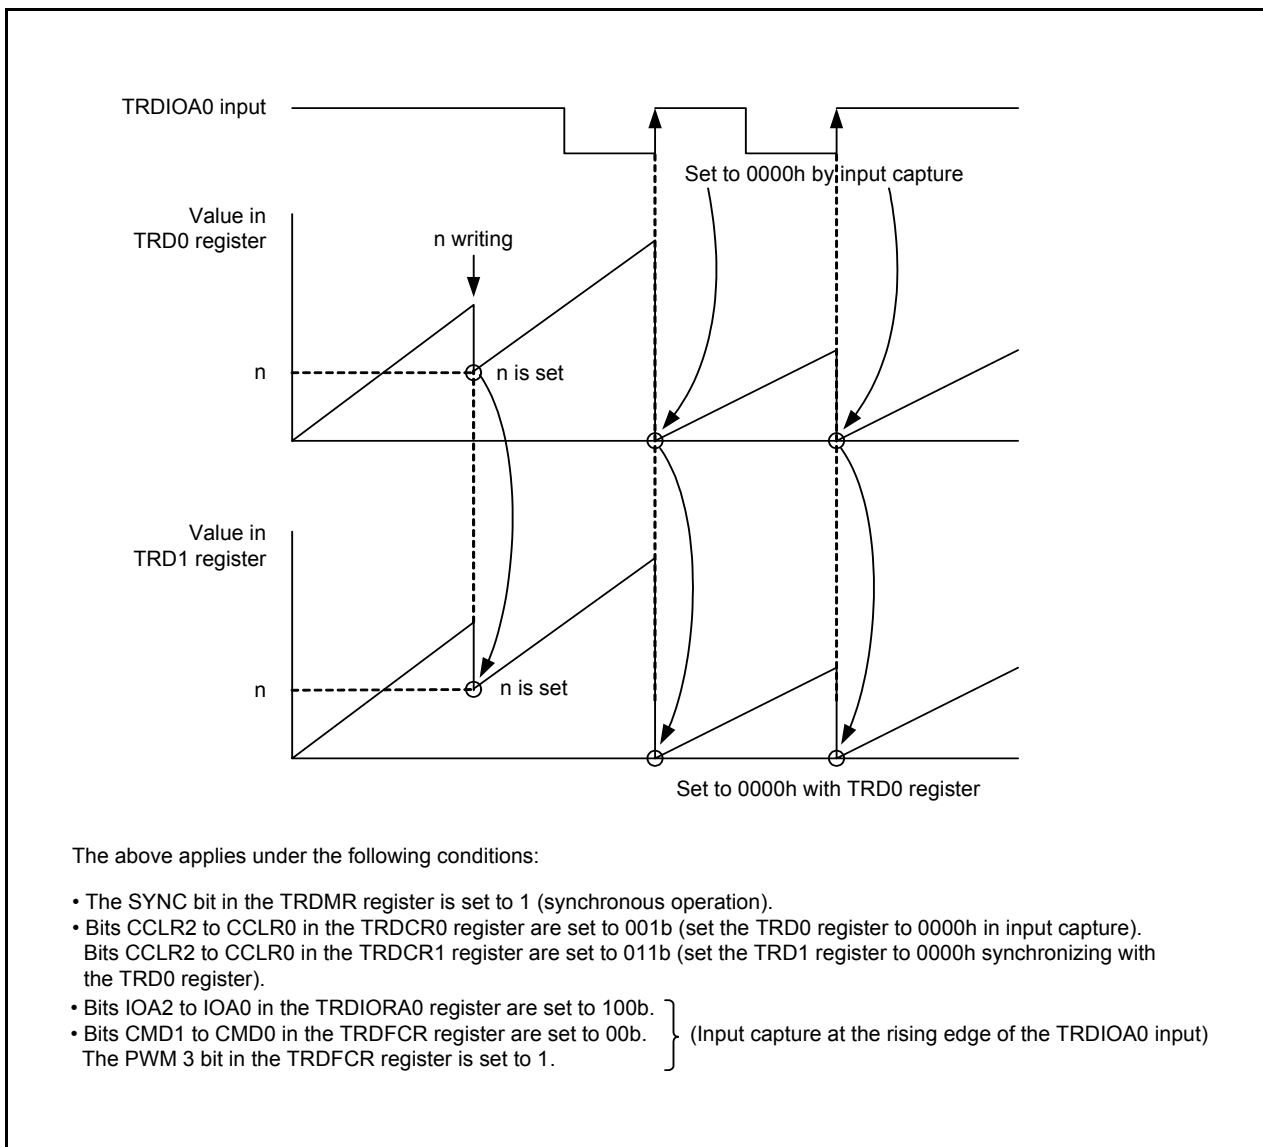 TRDIOA0 input
Set to 0000h by input capture
Value in
TRD0 register
n writing
n
n is set
Value in
TRD1 register
n
n is set
Set to 0000h with TRD0 register
The above applies under the following conditions:
• The SYNC bit in the TRDMR register is set to 1 (synchronous operation).
• Bits CCLR2 to CCLR0 in the TRDCR0 register are set to 001b (set the TRD0 register to 0000h in input capture).
Bits CCLR2 to CCLR0 in the TRDCR1 register are set to 011b (set the TRD1 register to 0000h synchronizing with
the TRD0 register).
• Bits IOA2 to IOA0 in the TRDIORA0 register are set to 100b.
• Bits CMD1 to CMD0 in the TRDFCR register are set to 00b.
(Input capture at the rising edge of the TRDIOA0 input)
The PWM 3 bit in the TRDFCR register is set to 1.